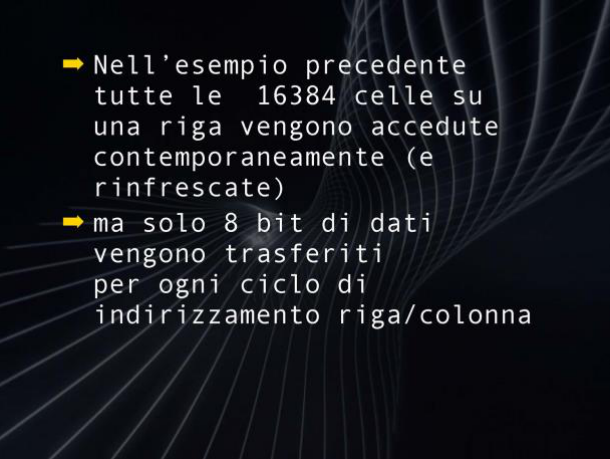 Nell'esempio precedente
tutte le  16384 celle su
una riga vengono accedute
contemporaneamente (e
rinfrescate)
ma solo 8 bit di dati
vengono trasferiti
per ogni ciclo di
indirizzamento riga/colonna